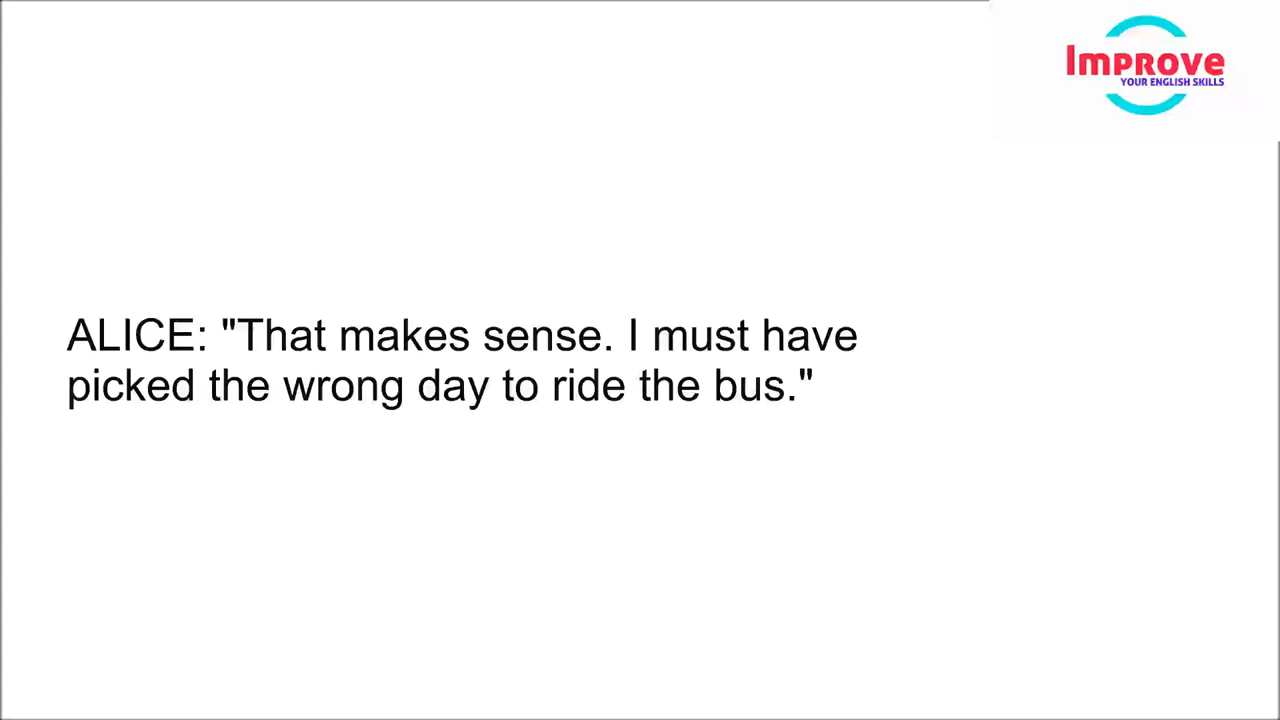 Improve
YOUR ENGLISH SKILLS
ALICE: "That makes sense. I must have
picked the wrong day to ride the bus."